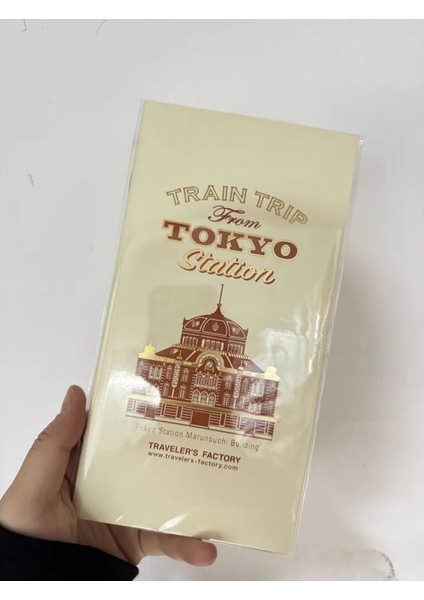 TRAIN TRIP
From
TOKYO
Station
Tokyo Station Marunouchi Building
TRAVELER'S FACTORY
www.travelers-factory.com